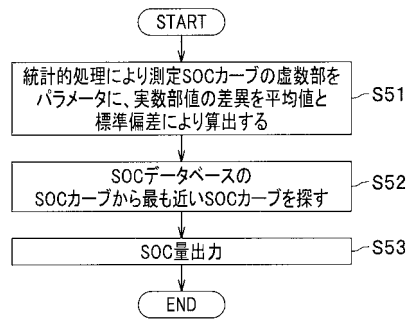 START
統計的処理により測定SOCカーブの虚数部を
パラメータに、実数部値の差異を平均値と
標準偏差により算出する
S51
SOCデータベースの
SOCカーブから最も近いSOCカーブを探す
S52
SOC量出力
S53
END